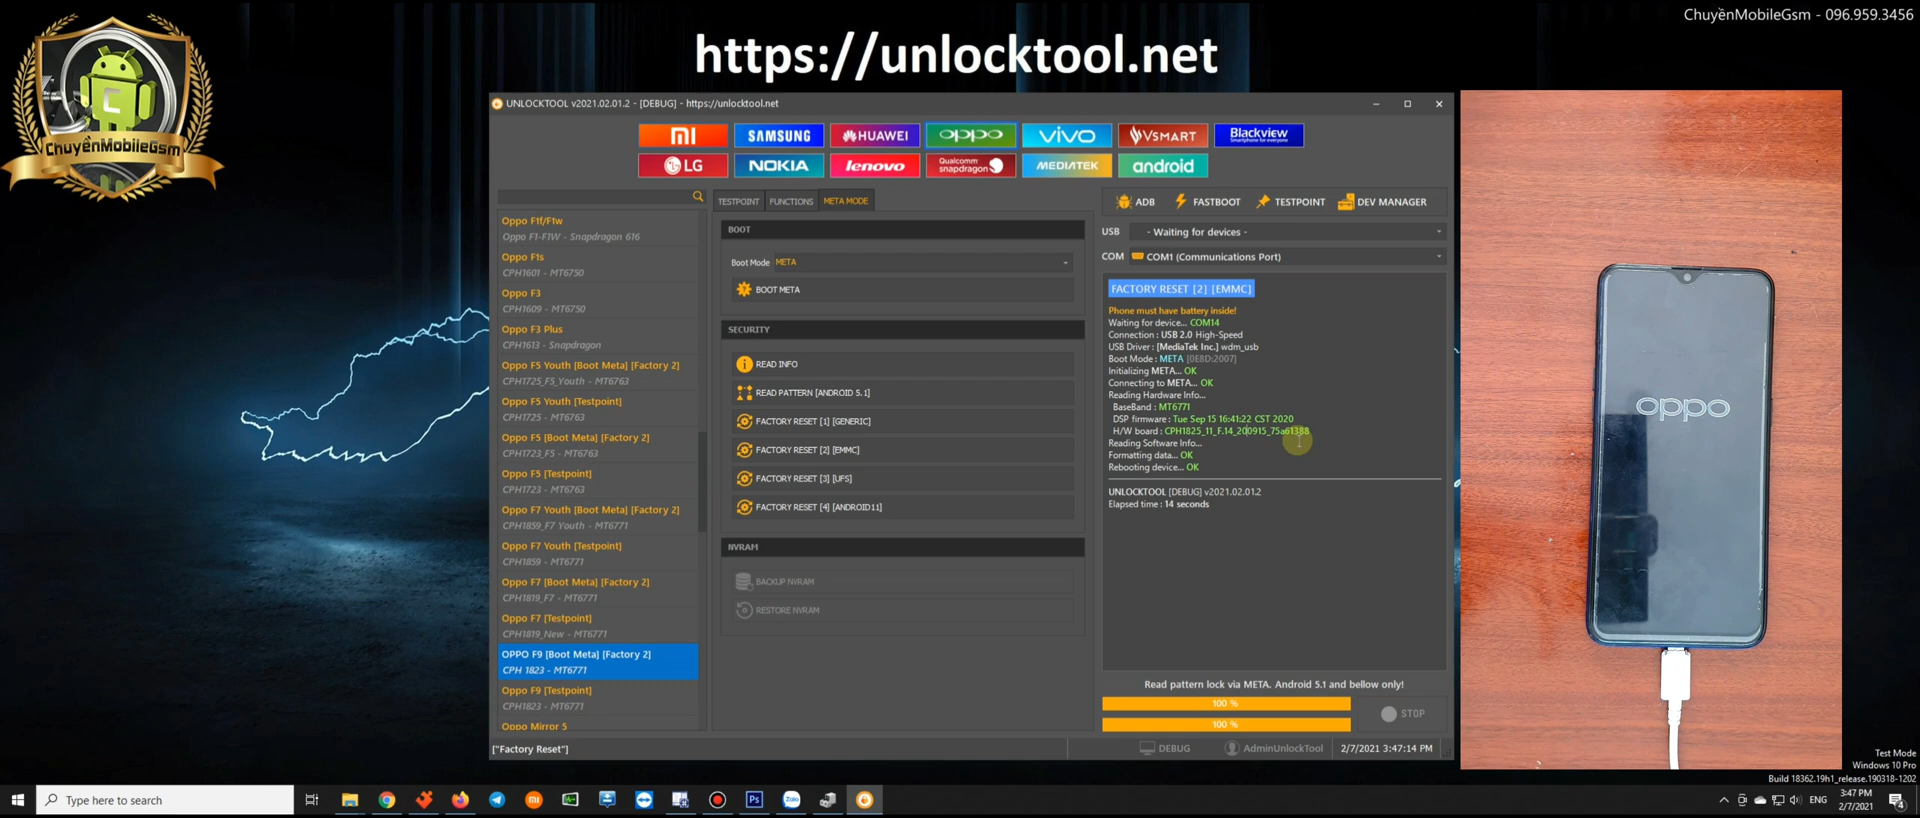 ChuyềnMobileGsm - 096.959.3456
https://unlocktool.net
C
ChuyềnMobileGsm
UNLOCKTOOL v2021.02.01.2 - [DEBUG] - https://unlocktool.net
SAMSUNG HUAWEI oppo vivo VSMART Blackview
Smartphone for everyone
LG NOKIA lenovo Qualcomm snapdragon MEDIATEK android
TESTPOINT FUNCTIONS META MODE
ADB FASTBOOT TESTPOINT DEV MANAGER
USB - Waiting for devices -
COM COM1 (Communications Port)
Oppo F1f/F1w
Oppo F1-F1W - Snapdragon 616
Oppo F1s
CPH1601 - MT6750
Oppo F3
CPH1609 - MT6750
Oppo F3 Plus
CPH1613 - Snapdragon
Oppo F5 Youth [Boot Meta] [Factory 2]
CPH1725_F5_Youth - MT6763
Oppo F5 Youth [Testpoint]
CPH1725 - MT6763
Oppo F5 [Boot Meta] [Factory 2]
CPH1723_F5 - MT6763
Oppo F5 [Testpoint]
CPH1723 - MT6763
Oppo F7 Youth [Boot Meta] [Factory 2]
CPH1859_F7 Youth - MT6771
Oppo F7 Youth [Testpoint]
CPH1859 - MT6771
Oppo F7 [Boot Meta] [Factory 2]
CPH1819_F7 - MT6771
Oppo F7 [Testpoint]
CPH1819_New - MT6771
OPPO F9 [Boot Meta] [Factory 2]
CPH 1823 - MT6771
Oppo F9 [Testpoint]
CPH1823 - MT6771
Oppo Mirror 5
BOOT
Boot Mode META
BOOT META
SECURITY
READ INFO
READ PATTERN [ANDROID 5.1]
FACTORY RESET [1] [GENERIC]
FACTORY RESET [2] [EMMC]
FACTORY RESET [3] [UFS]
FACTORY RESET [4] [ANDROID11]
NVRAM
BACKUP NVRAM
RESTORE NVRAM
FACTORY RESET [2] [EMMC]
Phone must have battery inside!
Waiting for device... COM14
Connection : USB 2.0 High-Speed
USB Driver : [MediaTek Inc.] wdm_usb
Boot Mode : META [0E8D:2007]
Initializing META... OK
Connecting to META... OK
Reading Hardware Info...
BaseBand : MT6771
DSP firmware : Tue Sep 15 16:41:22 CST 2020
H/W board : CPH1825_11_F.14_200915_75a61388
Reading Software Info...
Formatting data... OK
Rebooting device... OK
UNLOCKTOOL [DEBUG] v2021.02.01.2
Elapsed time : 14 seconds
Read pattern lock via META. Android 5.1 and bellow only!
100 %
100 %
STOP
["Factory Reset"]
DEBUG AdminUnlockTool 2/7/2021 3:47:14 PM
oppo
Test Mode
Windows 10 Pro
Build 18362.19h1_release.190318-1202
Type here to search
Ps
Zalo
ENG
3:47 PM
2/7/2021
4